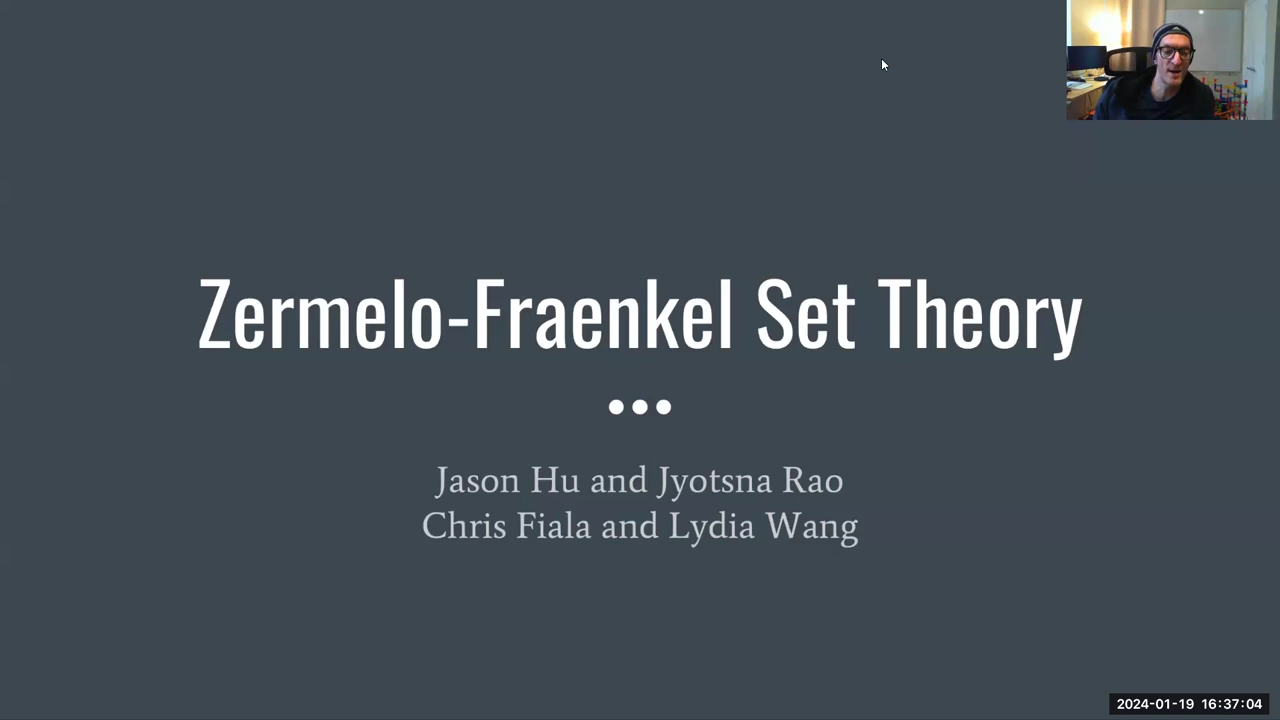 Zermelo-Fraenkel Set Theory
Jason Hu and Jyotsna Rao
Chris Fiala and Lydia Wang
2024-01-19 16:37:04